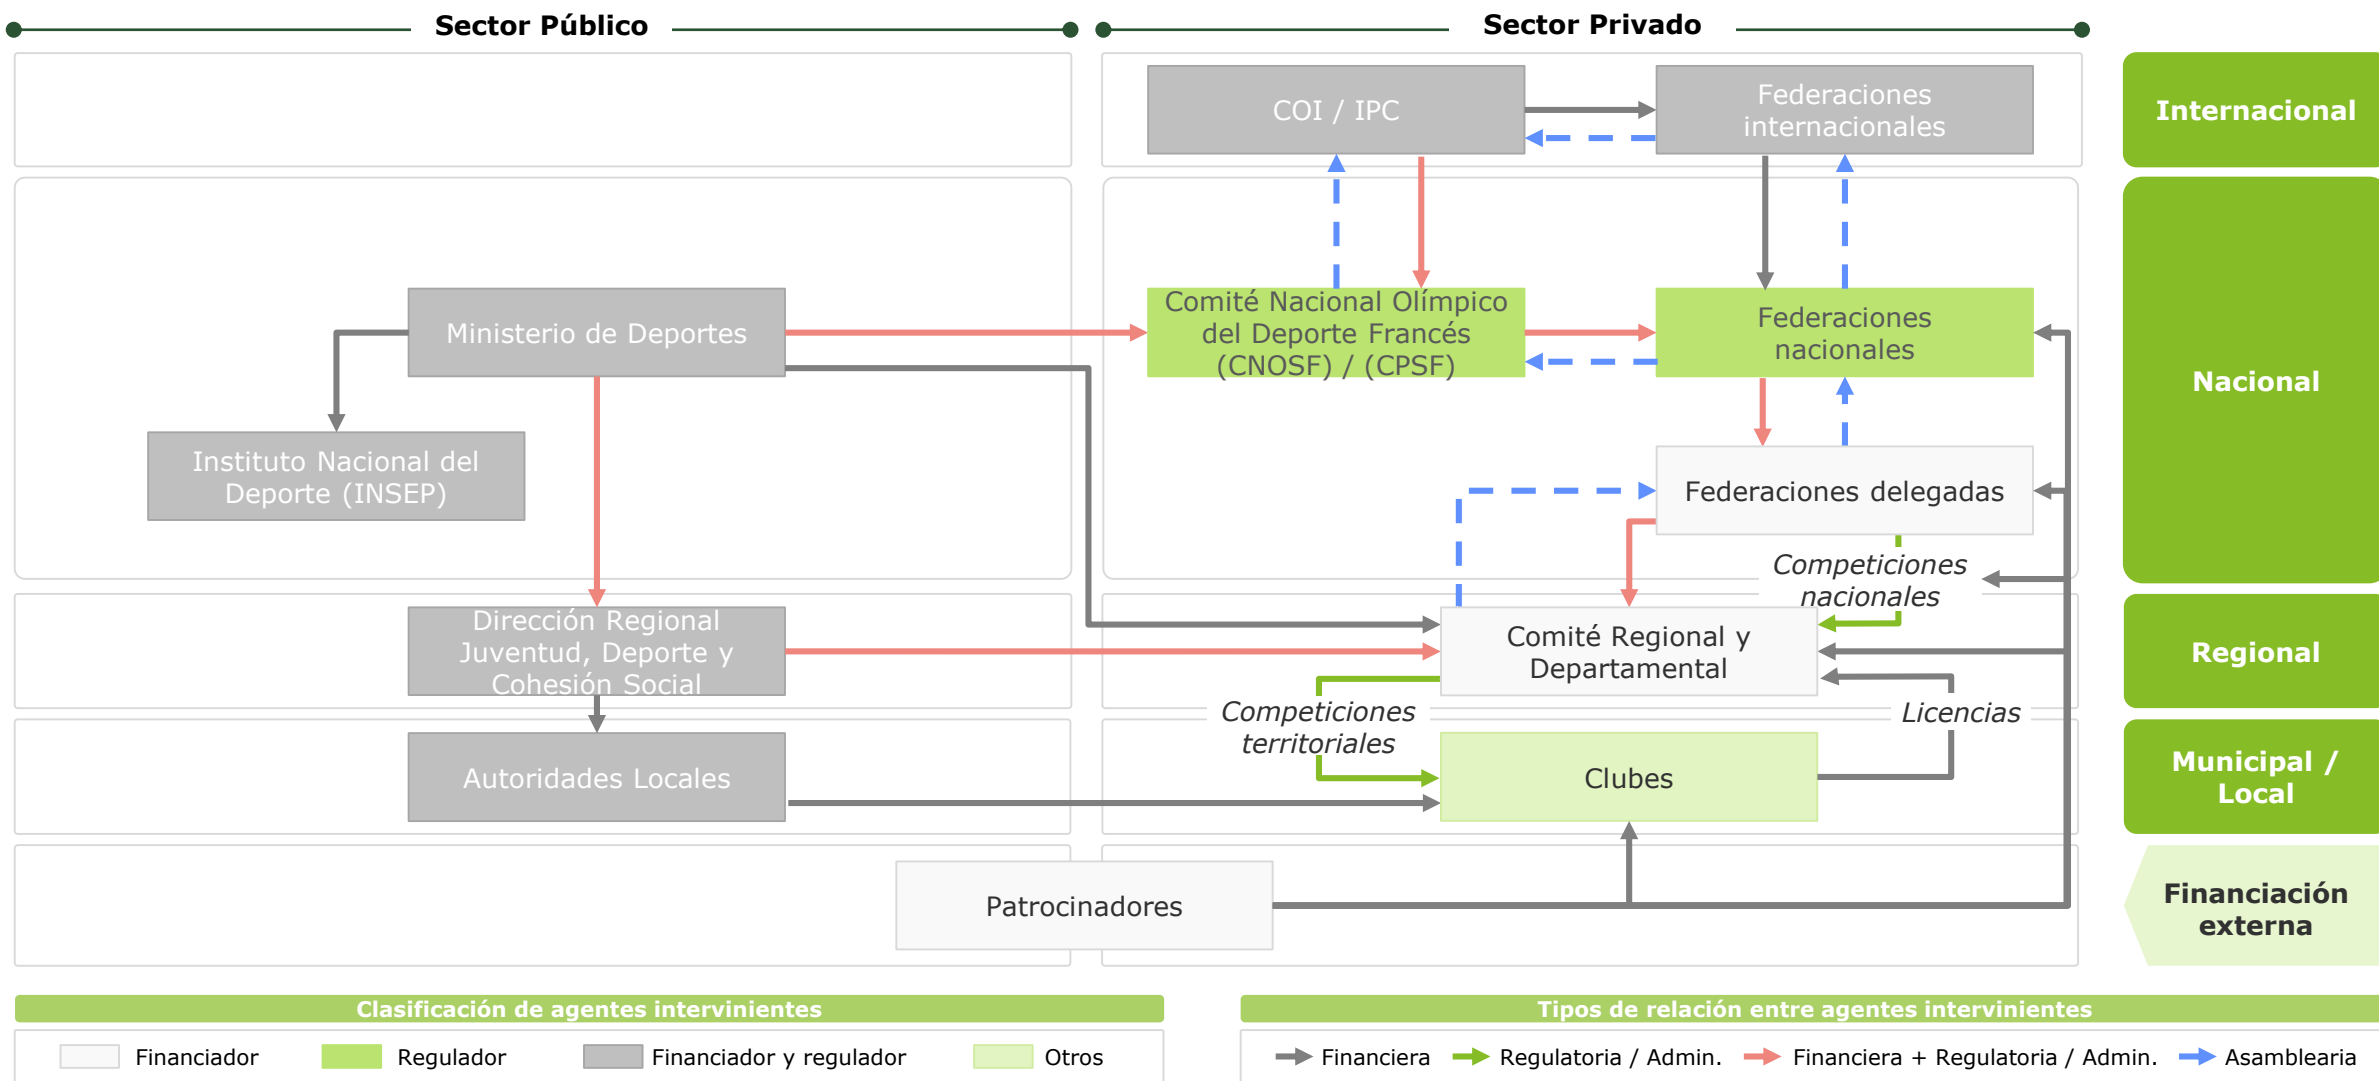 Sector Público
Sector Privado
COI / IPC
Federaciones
internacionales
Internacional
Ministerio de Deportes
Comité Nacional Olímpico
del Deporte Francés
(CNOSF) / (CPSF)
Federaciones
nacionales
Nacional
Instituto Nacional del
Deporte (INSEP)
Federaciones delegadas
Competiciones
nacionales
Dirección Regional
Juventud, Deporte y
Cohesión Social
Comité Regional y
Departamental
Regional
Competiciones
territoriales
Licencias
Autoridades Locales
Clubes
Municipal /
Local
Patrocinadores
Financiación
externa
Clasificación de agentes intervinientes
Financiador
Regulador
Financiador y regulador
Otros
Tipos de relación entre agentes intervinientes
Financiera
Regulatoria / Admin.
Financiera + Regulatoria / Admin.
Asamblearia